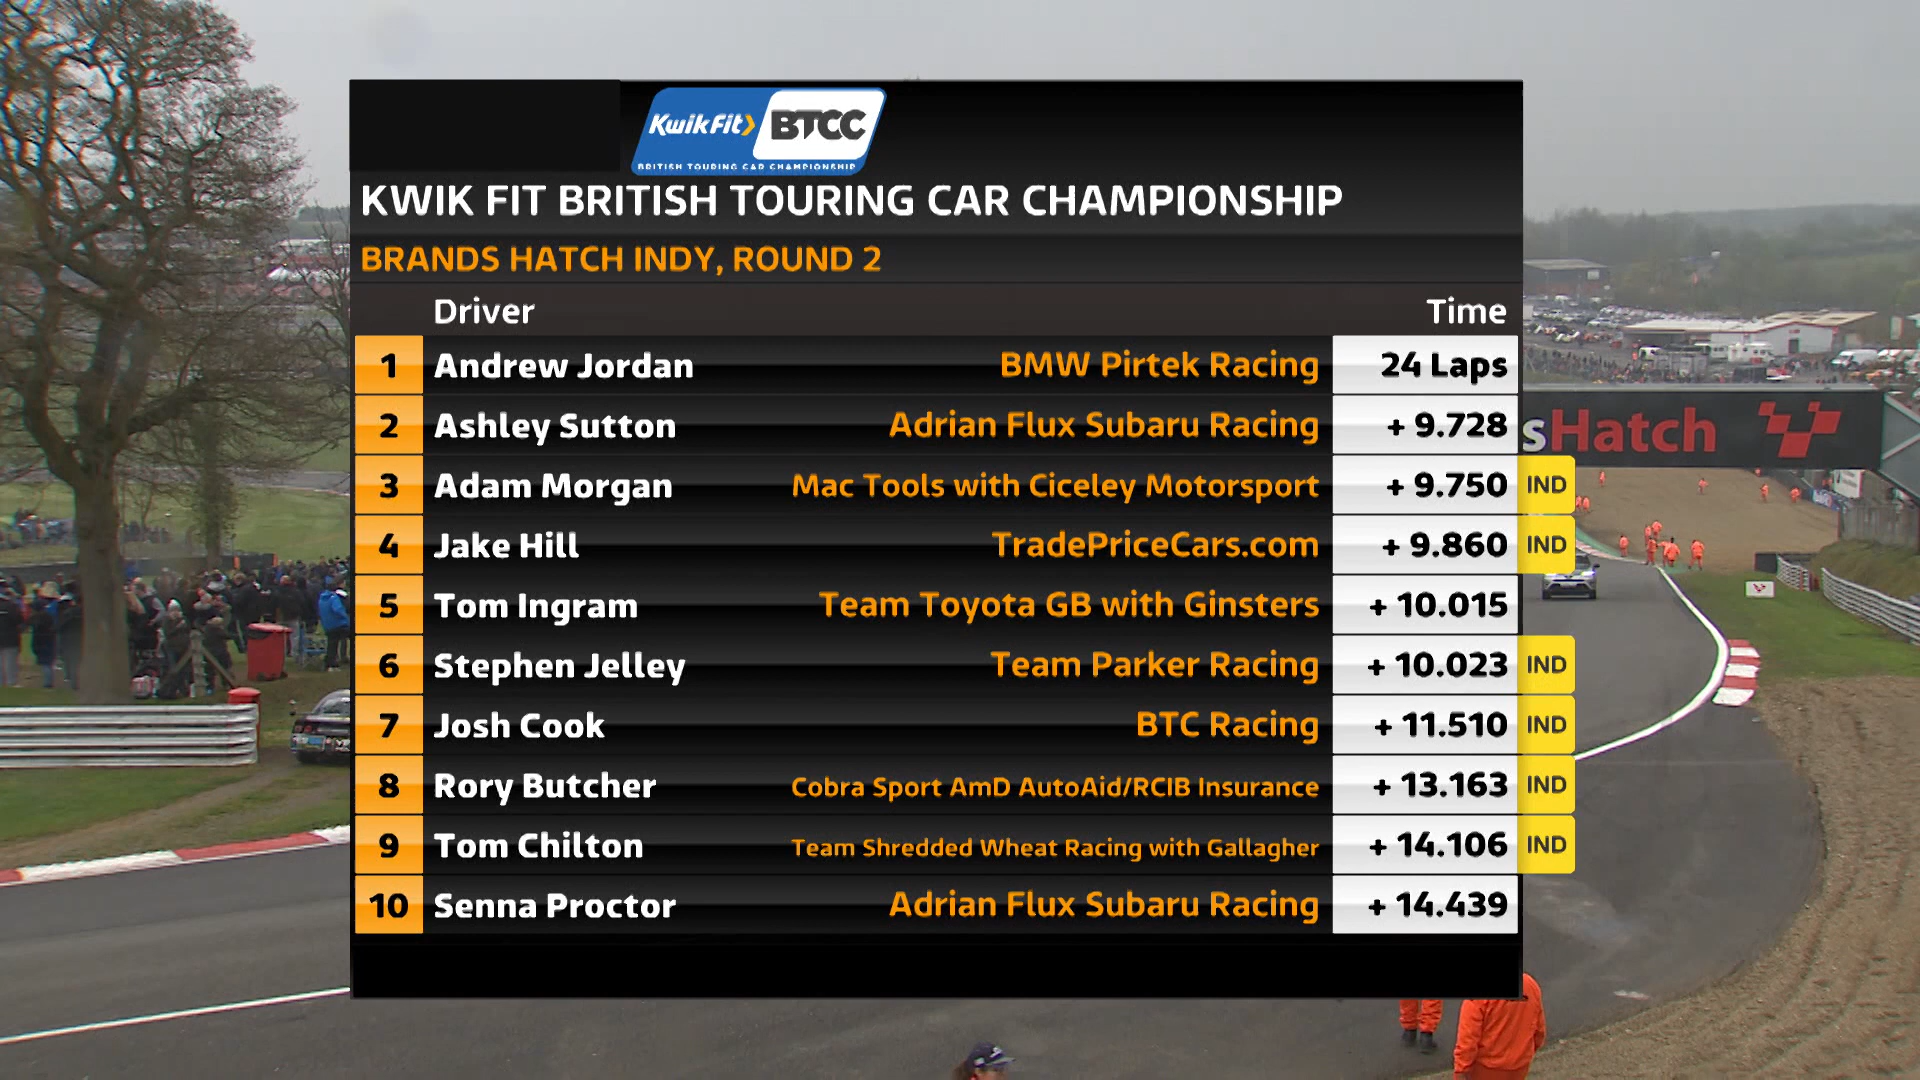 KwikFit BTCC
BRITISH TOURING CAR CHAMPIONSHIP
KWIK FIT BRITISH TOURING CAR CHAMPIONSHIP
BRANDS HATCH INDY, ROUND 2
Driver Time
1 Andrew Jordan BMW Pirtek Racing 24 Laps
2 Ashley Sutton Adrian Flux Subaru Racing + 9.728
sHatch
3 Adam Morgan Mac Tools with Ciceley Motorsport + 9.750 IND
4 Jake Hill TradePriceCars.com + 9.860 IND
5 Tom Ingram Team Toyota GB with Ginsters + 10.015
6 Stephen Jelley Team Parker Racing + 10.023 IND
7 Josh Cook BTC Racing + 11.510 IND
8 Rory Butcher Cobra Sport AmD AutoAid/RCIB Insurance + 13.163 IND
9 Tom Chilton Team Shredded Wheat Racing with Gallagher + 14.106 IND
10 Senna Proctor Adrian Flux Subaru Racing + 14.439